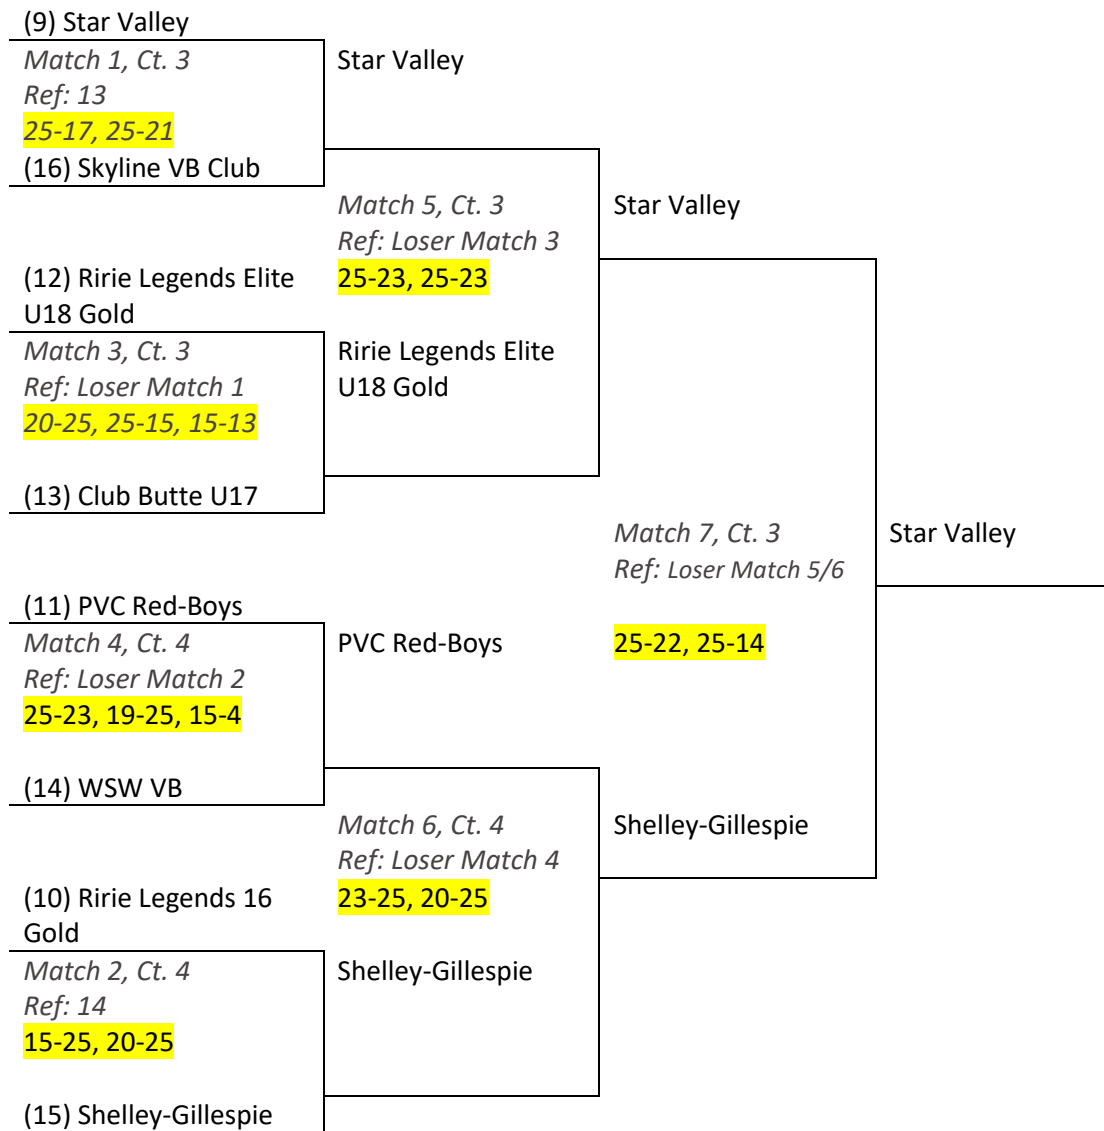 (9) Star Valley
Match 1, Ct. 3
Ref: 13
25-17, 25-21
(16) Skyline VB Club
Star Valley
(12) Ririe Legends Elite
U18 Gold
Match 3, Ct. 3
Ref: Loser Match 1
20-25, 25-15, 15-13
(13) Club Butte U17
Match 5, Ct. 3
Ref: Loser Match 3
25-23, 25-23
Ririe Legends Elite
U18 Gold
Star Valley
(11) PVC Red-Boys
Match 4, Ct. 4
Ref: Loser Match 2
25-23, 19-25, 15-4
(14) WSW VB
PVC Red-Boys
Match 7, Ct. 3
Ref: Loser Match 5/6
25-22, 25-14
Star Valley
(10) Ririe Legends 16
Gold
Match 2, Ct. 4
Ref: 14
15-25, 20-25
(15) Shelley-Gillespie
Match 6, Ct. 4
Ref: Loser Match 4
23-25, 20-25
Shelley-Gillespie
Shelley-Gillespie